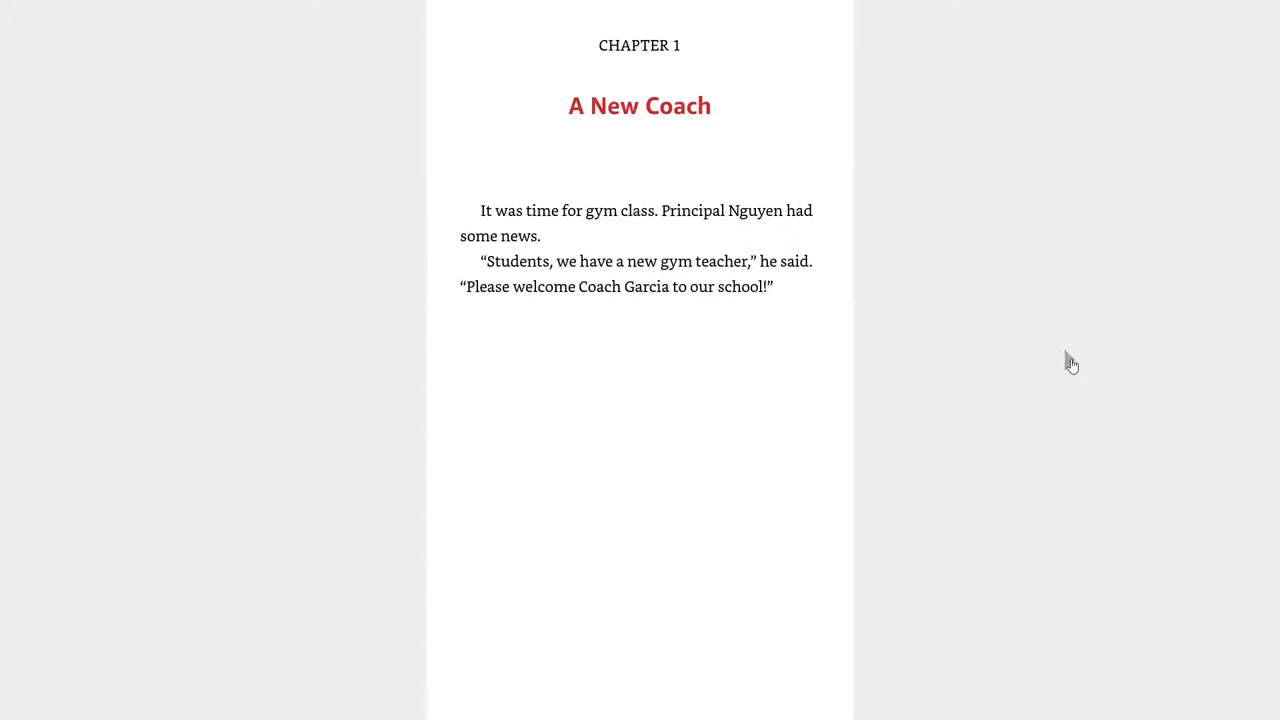 CHAPTER 1
A New Coach
It was time for gym class. Principal Nguyen had
some news.
“Students, we have a new gym teacher,” he said.
“Please welcome Coach Garcia to our school!”